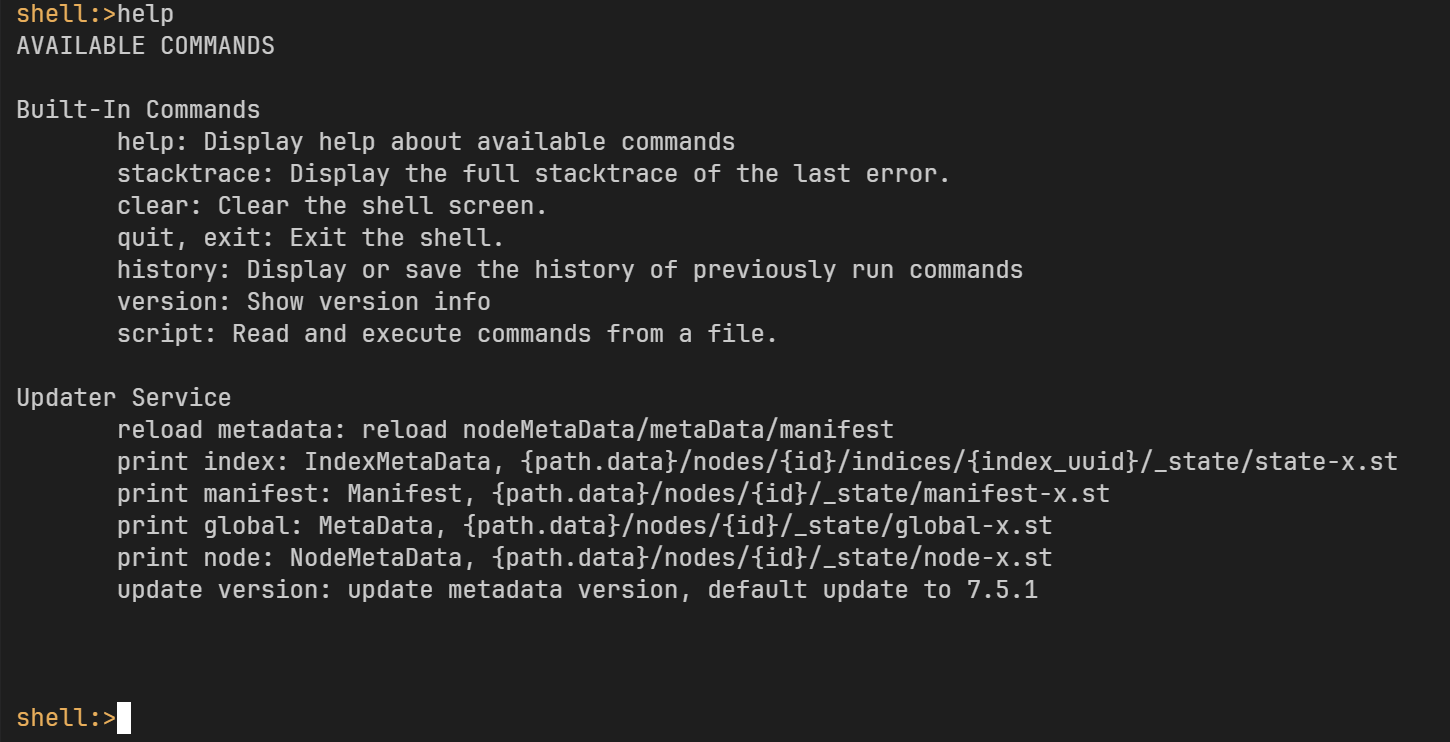 shell:>help
AVAILABLE COMMANDS
Built-In Commands
help: Display help about available commands
stacktrace: Display the full stacktrace of the last error.
clear: Clear the shell screen.
quit, exit: Exit the shell.
history: Display or save the history of previously run commands
version: Show version info
script: Read and execute commands from a file.
Updater Service
reload metadata: reload nodeMetaData/metaData/manifest
print index: IndexMetaData, {path.data}/nodes/{id}/indices/{index_uuid}/_state/state-x.st
print manifest: Manifest, {path.data}/nodes/{id}/_state/manifest-x.st
print global: MetaData, {path.data}/nodes/{id}/_state/global-x.st
print node: NodeMetaData, {path.data}/nodes/{id}/_state/node-x.st
update version: update metadata version, default update to 7.5.1
shell:>